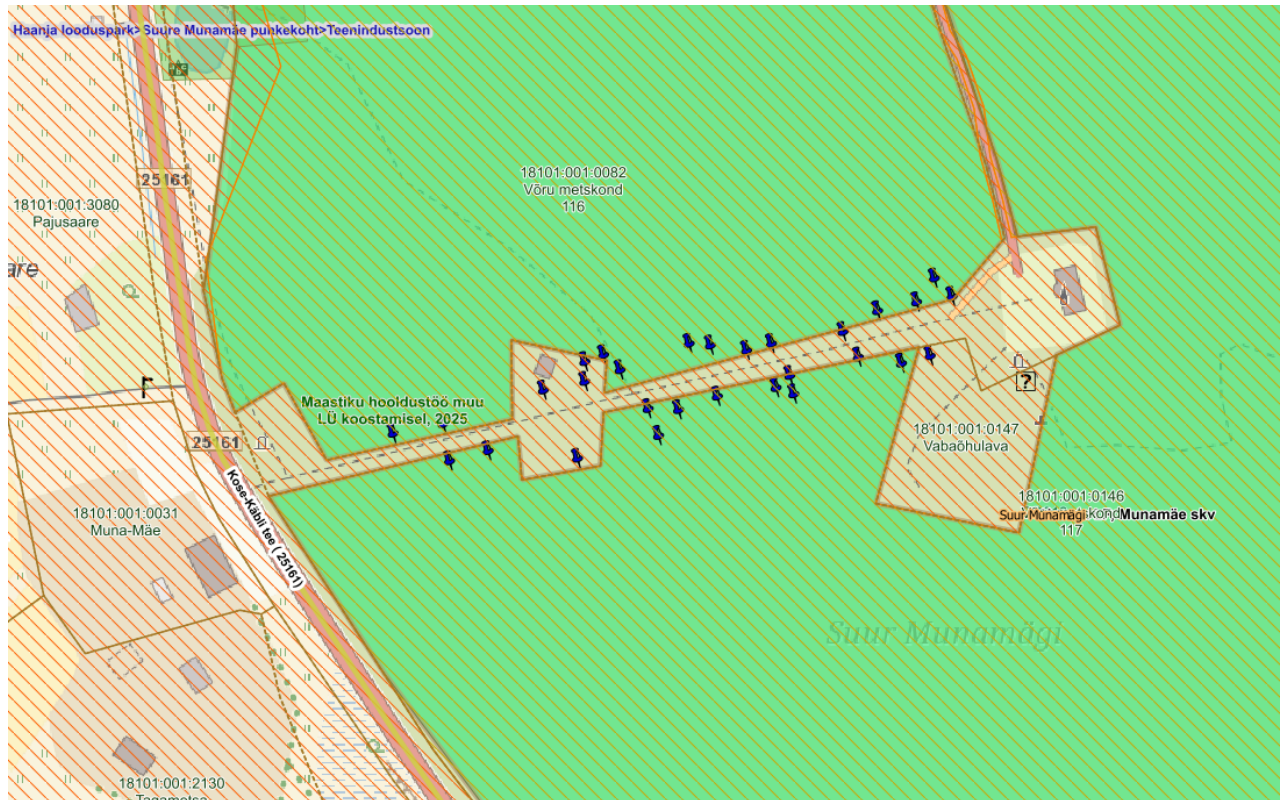 Haanja looduspark>Suure Munamäe puhkekoht>Teenindustsoon
18101:001:0082
Võru metskond
116
25161
18101:001:3080
Pajusaare
are
Maastiku hooldustöö muu
LÜ koostamisel, 2025
25161
?
18101:001:0147
Vabaõhulava
Kose-Käbli tee ( 25161)
18101:001:0031
Muna-Mäe
18101:001:0146
Suur-Munamägi kond Munamäe skv
117
Suur Munamägi
18101:001:2130
Tagametsa